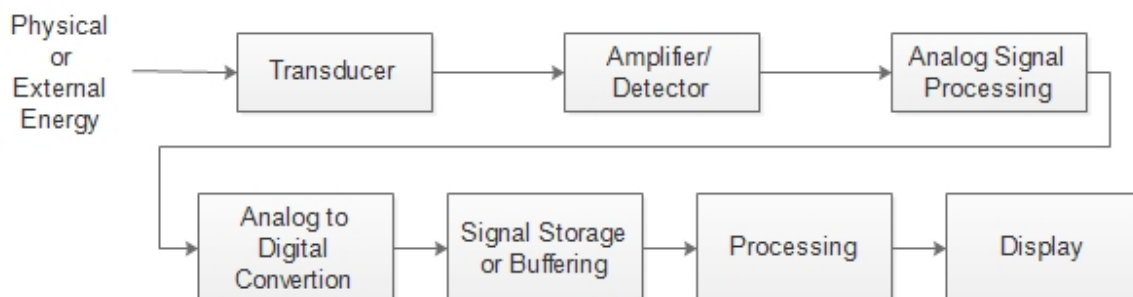 Physical
or
External
Energy
Transducer
Amplifier/
Detector
Analog Signal
Processing
Analog to
Digital
Convertion
Signal Storage
or Buffering
Processing
Display